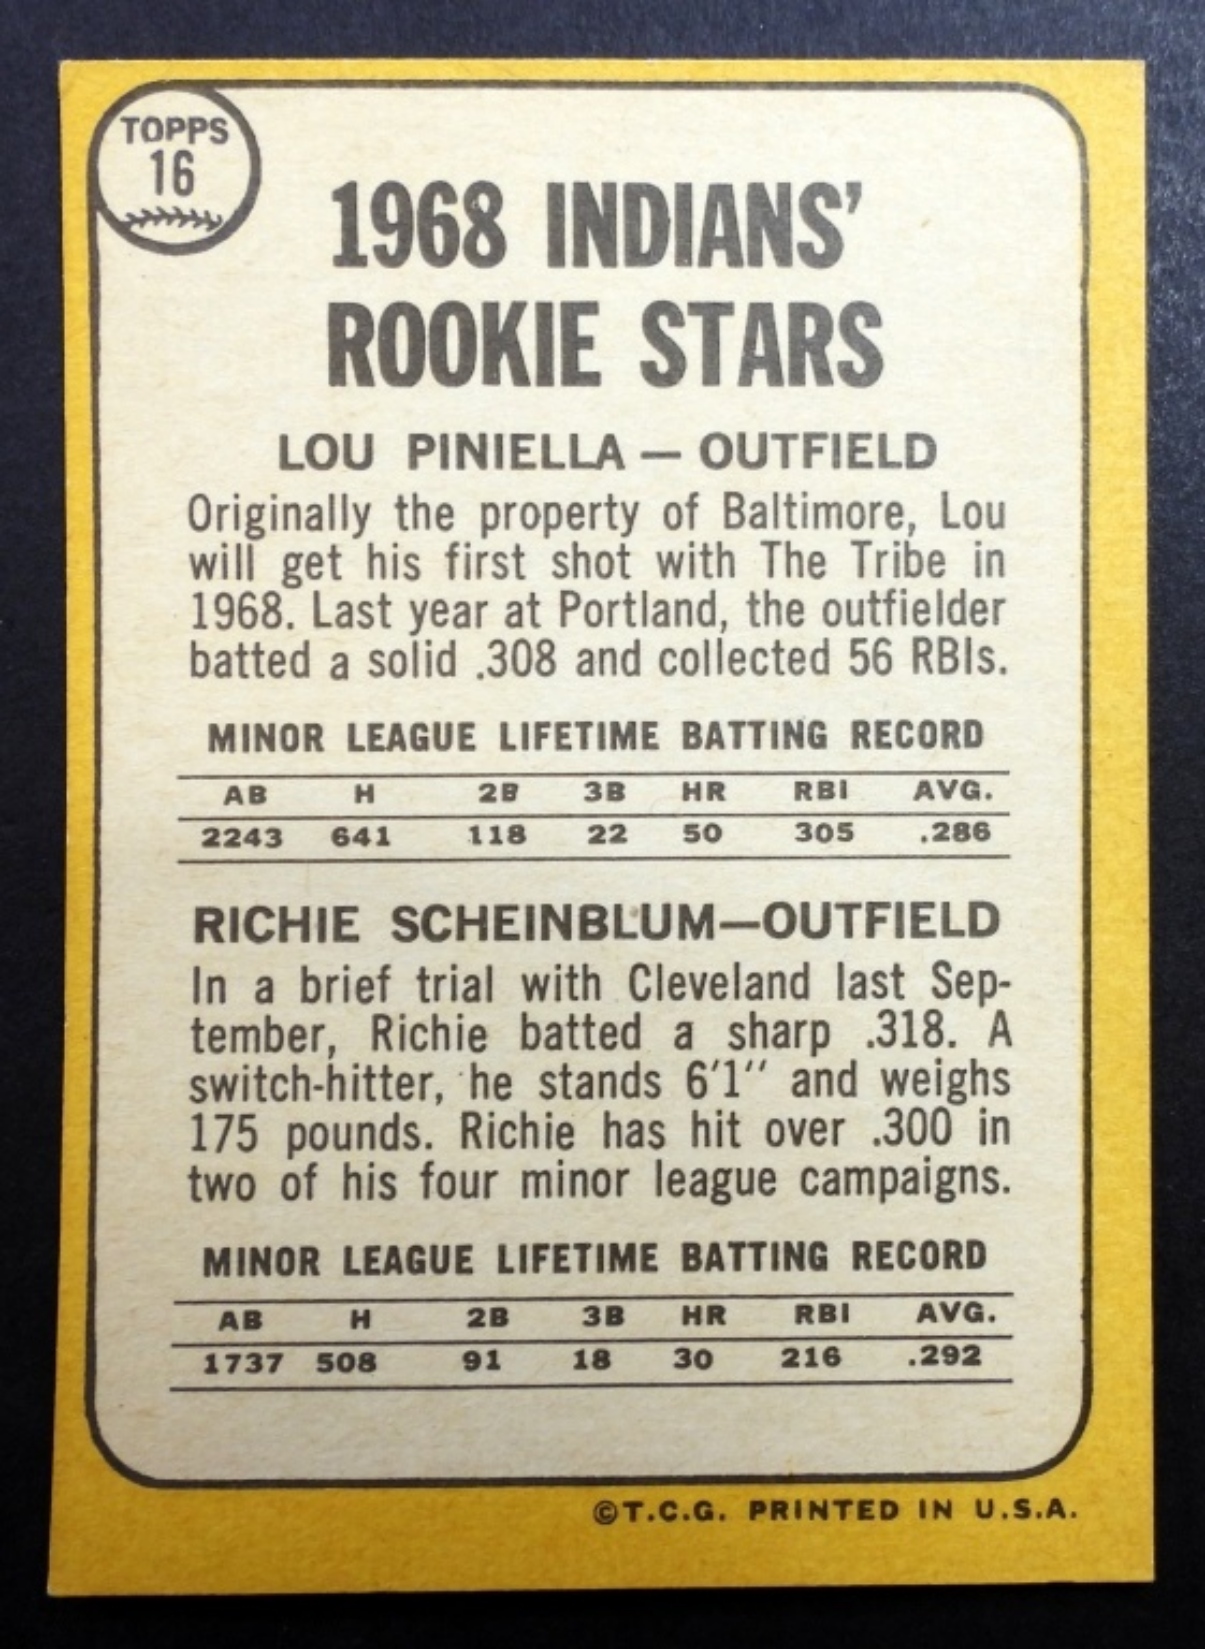 TOPPS
16
1968 INDIANS'
ROOKIE STARS
LOU PINIELLA — OUTFIELD
Originally the property of Baltimore, Lou
will get his first shot with The Tribe in
1968. Last year at Portland, the outfielder
batted a solid .308 and collected 56 RBIs.
MINOR LEAGUE LIFETIME BATTING RECORD
AB H 2B 3B HR RBI AVG.
2243 641 118 22 50 305 .286
RICHIE SCHEINBLUM—OUTFIELD
In a brief trial with Cleveland last Sep-
tember, Richie batted a sharp .318. A
switch-hitter, he stands 6'1'' and weighs
175 pounds. Richie has hit over .300 in
two of his four minor league campaigns.
MINOR LEAGUE LIFETIME BATTING RECORD
AB H 2B 3B HR RBI AVG.
1737 508 91 18 30 216 .292
©T.C.G. PRINTED IN U.S.A.